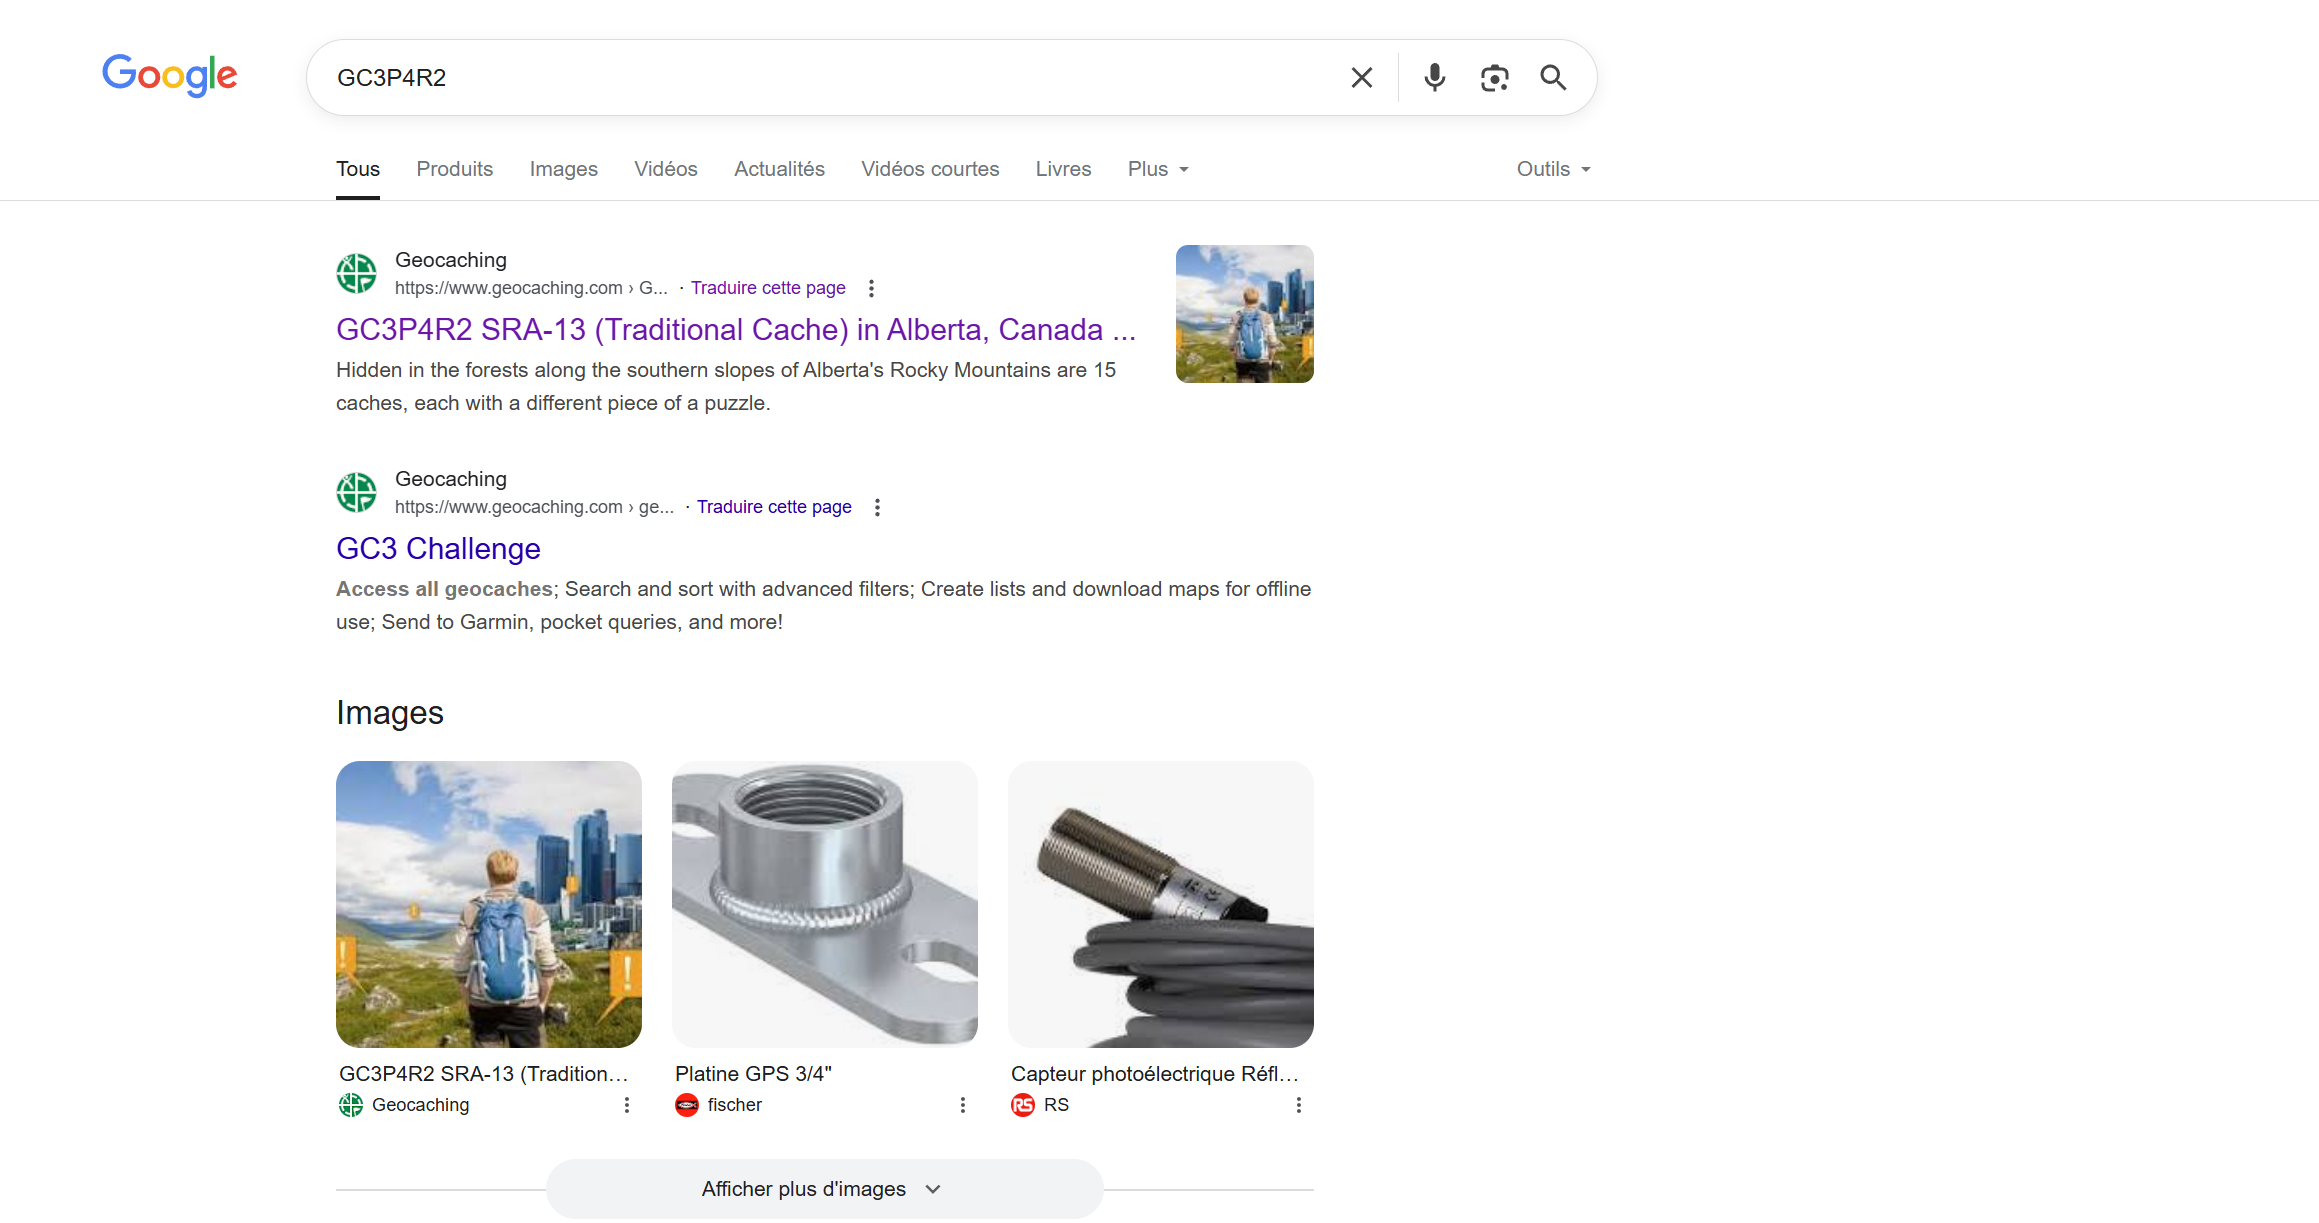 Google
GC3P4R2
Tous Produits Images Vidéos Actualités Vidéos courtes Livres Plus Outils
Geocaching
https://www.geocaching.com › G... · Traduire cette page
GC3P4R2 SRA-13 (Traditional Cache) in Alberta, Canada ...
Hidden in the forests along the southern slopes of Alberta's Rocky Mountains are 15
caches, each with a different piece of a puzzle.
Geocaching
https://www.geocaching.com › ge... · Traduire cette page
GC3 Challenge
Access all geocaches; Search and sort with advanced filters; Create lists and download maps for offline
use; Send to Garmin, pocket queries, and more!
Images
GC3P4R2 SRA-13 (Tradition...
Geocaching
Platine GPS 3/4"
fischer
Capteur photoélectrique Réfl...
RS RS
Afficher plus d'images